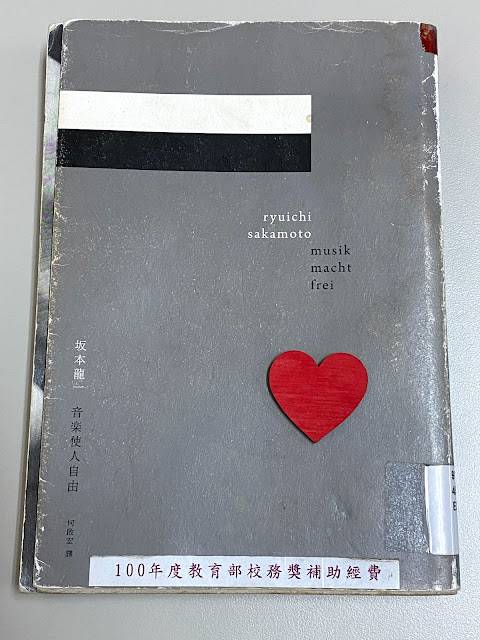 ryuichi
sakamoto
musik
macht
frei
坂本龍一
音楽使人自由
何啟宏 譯
100年度教育部校務獎補助經費